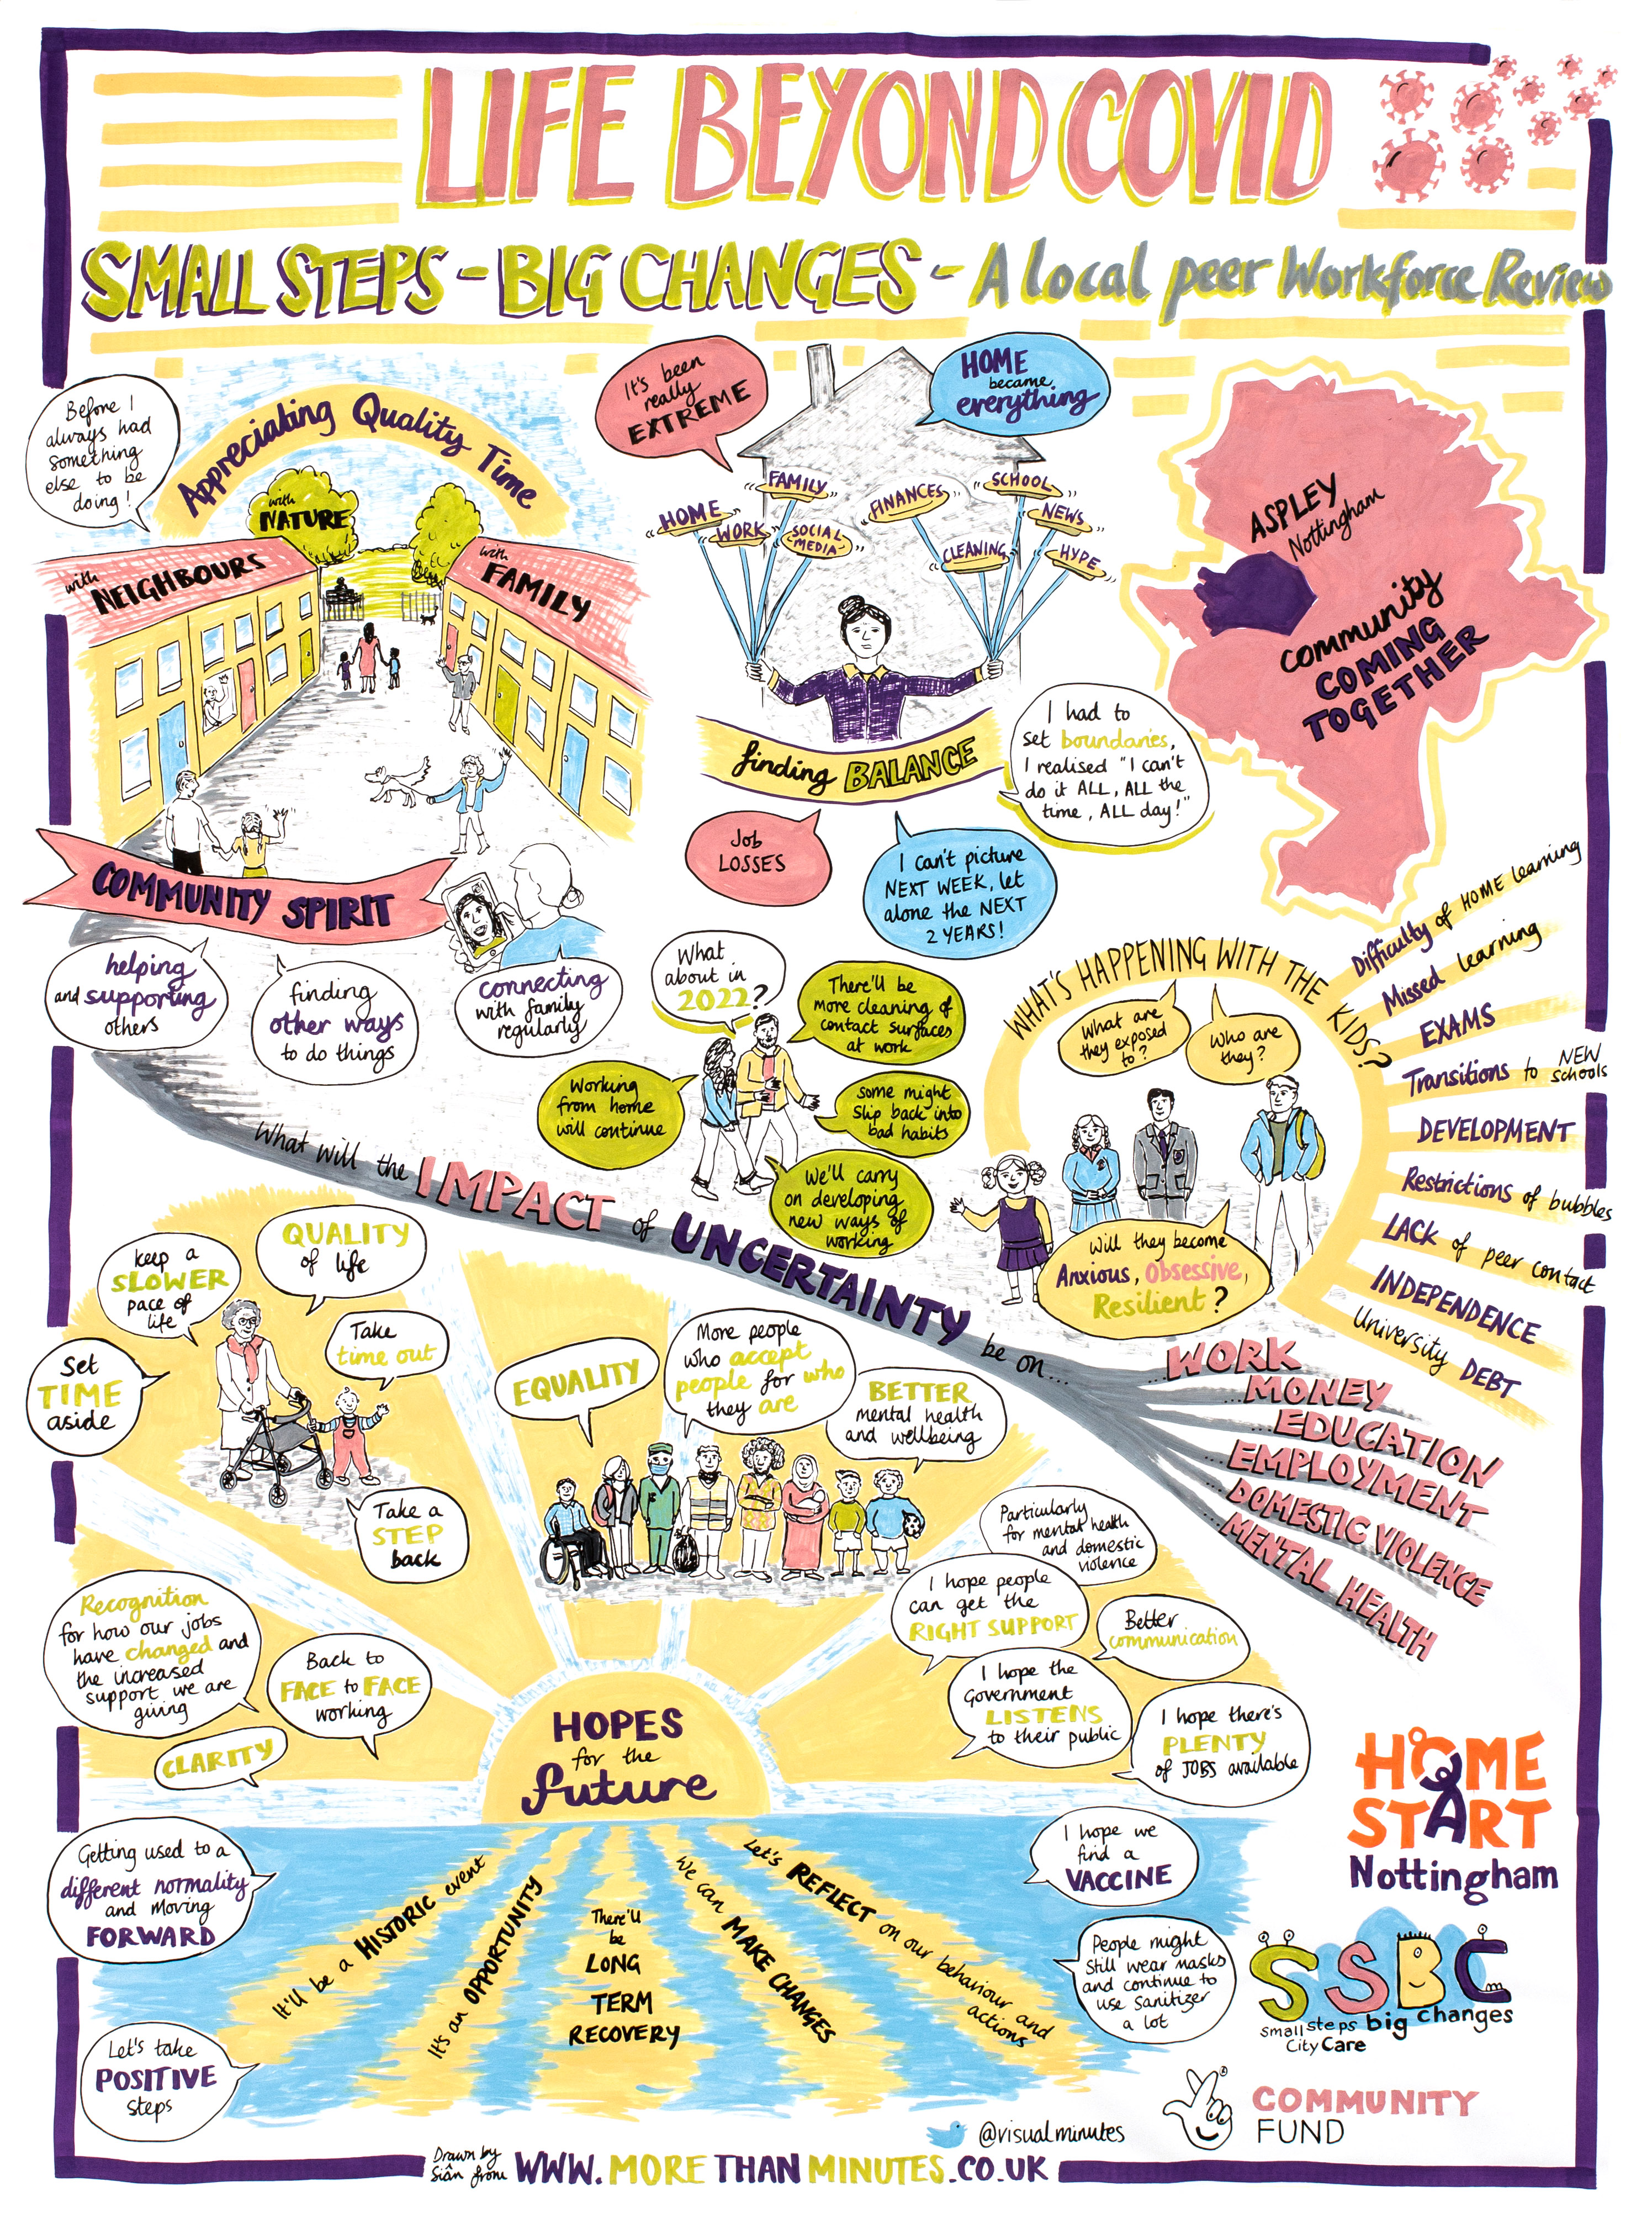 LIFE BEYOND COVID
SMALL STEPS - BIG CHANGES - A local peer Workforce Review
Before I
always had
something
else to be
doing!
Appreciating Quality Time
with
NATURE
with
NEIGHBOURS
with
FAMILY
COMMUNITY SPIRIT
helping
and supporting
others
finding
other ways
to do things
connecting
with family
regularly
It's been
really
EXTREME
HOME
became
everything
HOME
WORK
FAMILY
SOCIAL
MEDIA
FINANCES
CLEANING
SCHOOL
NEWS
HYPE
finding BALANCE
I had to
set boundaries,
I realised "I can't
do it ALL, ALL the
time, ALL day!"
Job
LOSSES
I can't picture
NEXT WEEK, let
alone the NEXT
2 YEARS!
ASPLEY
Nottingham
community
COMING
TOGETHER
What
about in
2022?
There'll be
more cleaning of
contact surfaces
at work
Working
from home
will continue
some might
slip back into
bad habits
We'll carry
on developing
new ways of
working
WHAT'S HAPPENING WITH THE KIDS?
What are
they exposed
to?
Who are
they?
Will they become
Anxious, Obsessive,
Resilient?
Difficulty of HOME learning
Missed learning
EXAMS
Transitions to NEW
schools
DEVELOPMENT
Restrictions of bubbles
LACK of peer contact
INDEPENDENCE
University DEBT
What will the IMPACT of UNCERTAINTY be on...
WORK
...MONEY
...EDUCATION
...EMPLOYMENT
...DOMESTIC VIOLENCE
...MENTAL HEALTH
keep a
SLOWER
pace of
life
QUALITY
of life
Take
time out
Set
TIME
aside
Take a
STEP
back
EQUALITY
More people
who accept
people for who
they are
BETTER
mental health
and wellbeing
Particularly
for mental health
and domestic
violence
I hope people
can get the
RIGHT SUPPORT
Better
communication
I hope the
Government
LISTENS
to their public
I hope there's
PLENTY
of JOBS available
Recognition
for how our jobs
have changed and
the increased
support we are
giving
Back to
FACE to FACE
working
CLARITY
HOPES
for the
future
Getting used to a
different normality
and moving
FORWARD
Let's take
POSITIVE
steps
It'll be a HISTORIC event
It's an OPPORTUNITY
There'll
be
LONG
TERM
RECOVERY
We can MAKE CHANGES
Let's REFLECT on our behaviour and
actions
I hope we
find a
VACCINE
People might
still wear masks
and continue to
use sanitizer
a lot
HOME
START
Nottingham
SSBC
Small steps big changes
CityCare
COMMUNITY
FUND
@visualminutes
Drawn by
Siân from
WWW.MORETHANMINUTES.CO.UK